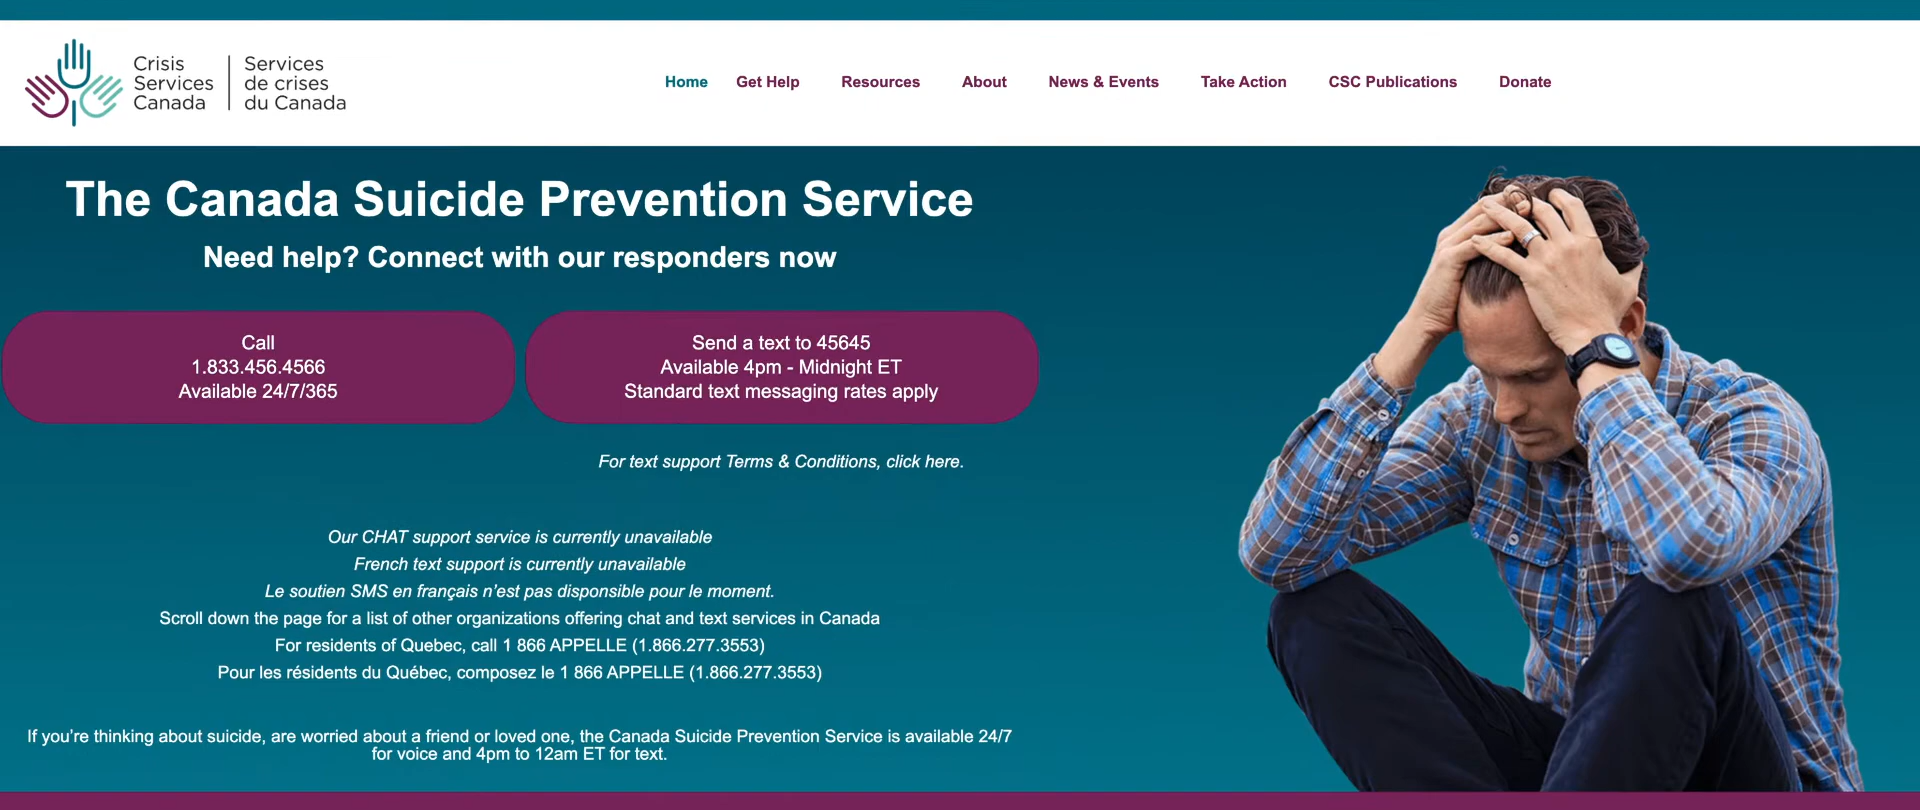 Crisis
Services
Canada
Services
de crises
du Canada
Home Get Help Resources About News & Events Take Action CSC Publications Donate
The Canada Suicide Prevention Service
Need help? Connect with our responders now
Call
1.833.456.4566
Available 24/7/365
Send a text to 45645
Available 4pm - Midnight ET
Standard text messaging rates apply
For text support Terms & Conditions, click here.
Our CHAT support service is currently unavailable
French text support is currently unavailable
Le soutien SMS en français n'est pas disponsible pour le moment.
Scroll down the page for a list of other organizations offering chat and text services in Canada
For residents of Quebec, call 1 866 APPELLE (1.866.277.3553)
Pour les résidents du Québec, composez le 1 866 APPELLE (1.866.277.3553)
If you're thinking about suicide, are worried about a friend or loved one, the Canada Suicide Prevention Service is available 24/7
for voice and 4pm to 12am ET for text.